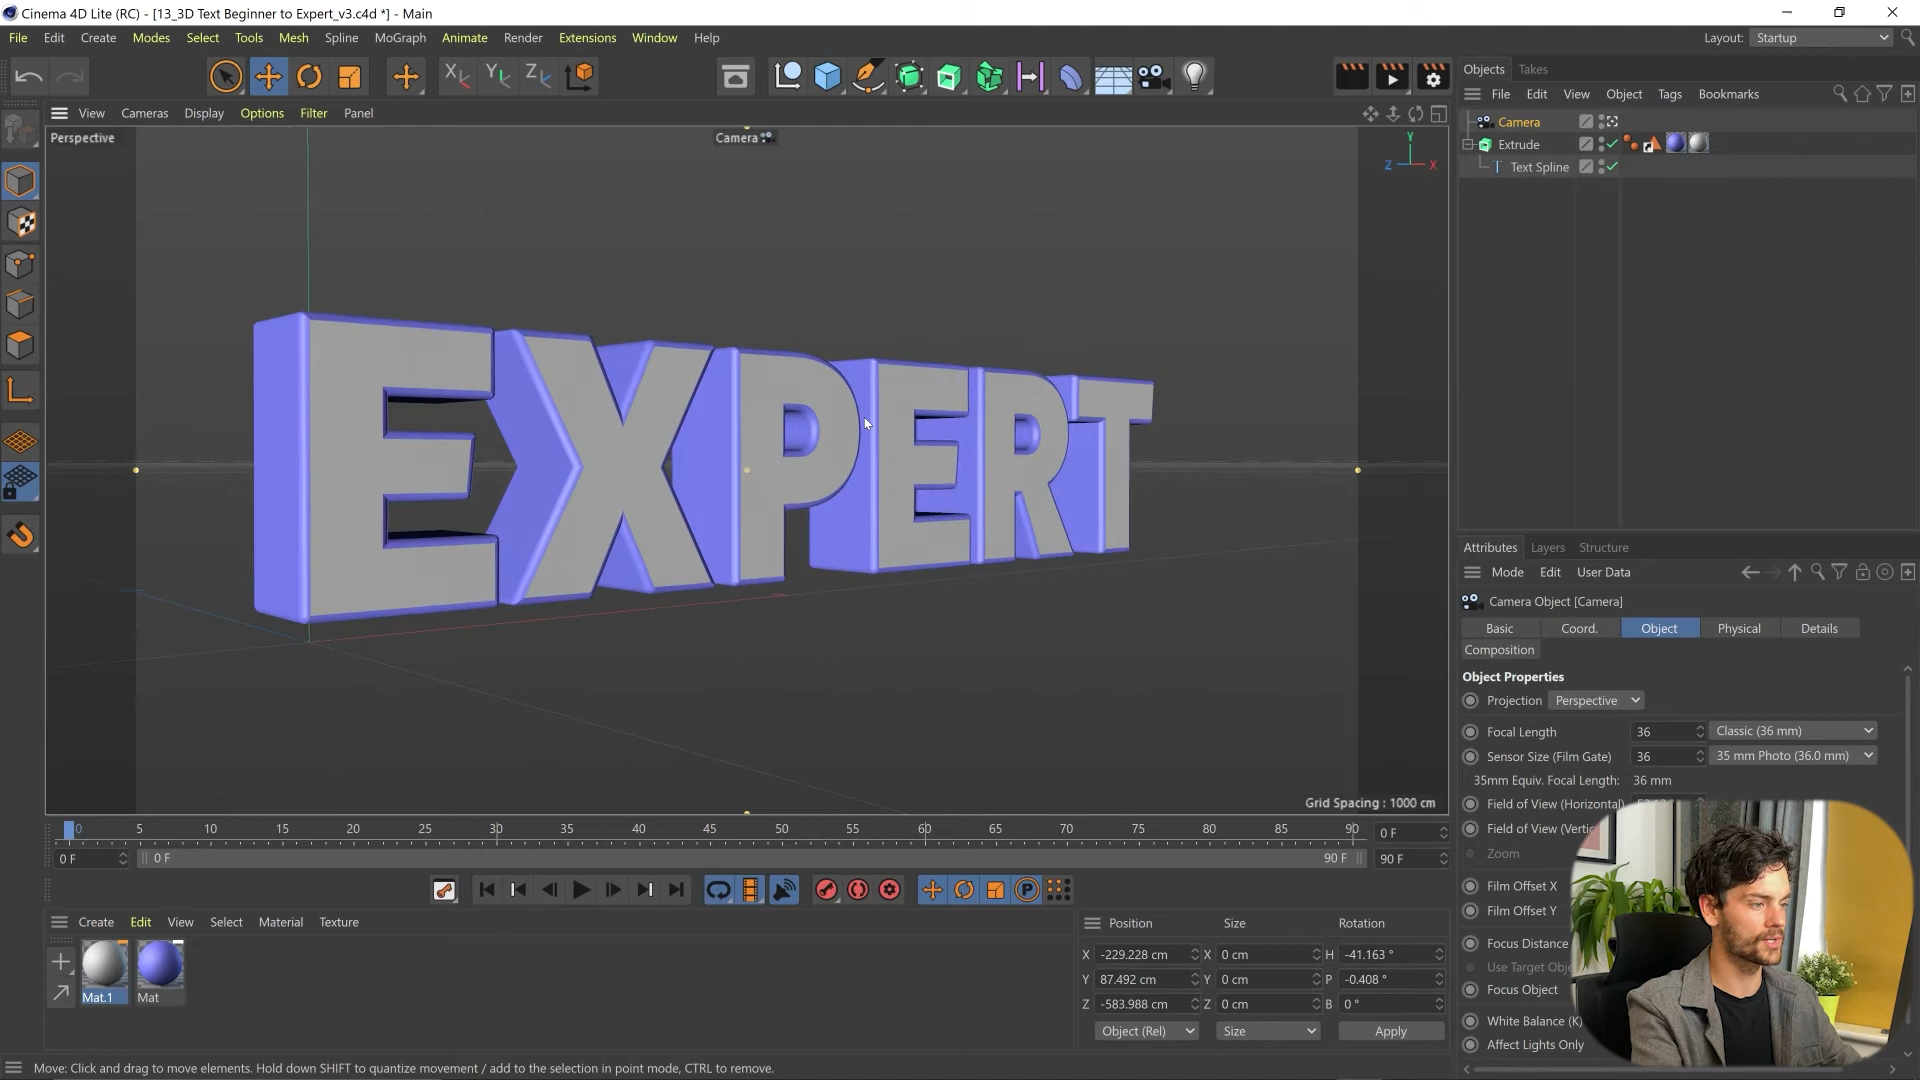 Cinema 4D Lite (RC) - [13_3D Text Beginner to Expert_v3.c4d *] - Main
File Edit Create Modes Select Tools Mesh Spline MoGraph Render Animate Extensions Window Help
Layout: Startup
X Y Z
View Cameras Display Options Filter Panel
Perspective
Camera
Y
Z X
EXPERT
Grid Spacing : 1000 cm
0 5 10 15 20 25 30 35 40 45 50 55 60 65 70 75 80 85 90 0 F
0 F 0 F 90 F 90 F
P
Create Edit View Select Material Texture
Mat.1 Mat
Position Size Rotation
X -229.228 cm X 0 cm H -41.163 °
Y 87.492 cm Y 0 cm P -0.408 °
Z -583.988 cm Z 0 cm B 0 °
Object (Rel) Size Apply
Move: Click and drag to move elements. Hold down SHIFT to quantize movement / add to the selection in point mode, CTRL to remove.
Objects Takes
File Edit View Object Tags Bookmarks
Camera
Extrude
Text Spline
Attributes Layers Structure
Mode Edit User Data
Camera Object [Camera]
Basic Coord. Object Physical Details
Composition
Object Properties
Projection Perspective
Focal Length 36 Classic (36 mm)
Sensor Size (Film Gate) 36 35 mm Photo (36.0 mm)
35mm Equiv. Focal Length: 36 mm
Field of View (Horizontal)
Field of View (Vertic
Zoom
Film Offset X
Film Offset Y
Focus Distance
Use Target Obj
Focus Object
White Balance (K)
Affect Lights Only